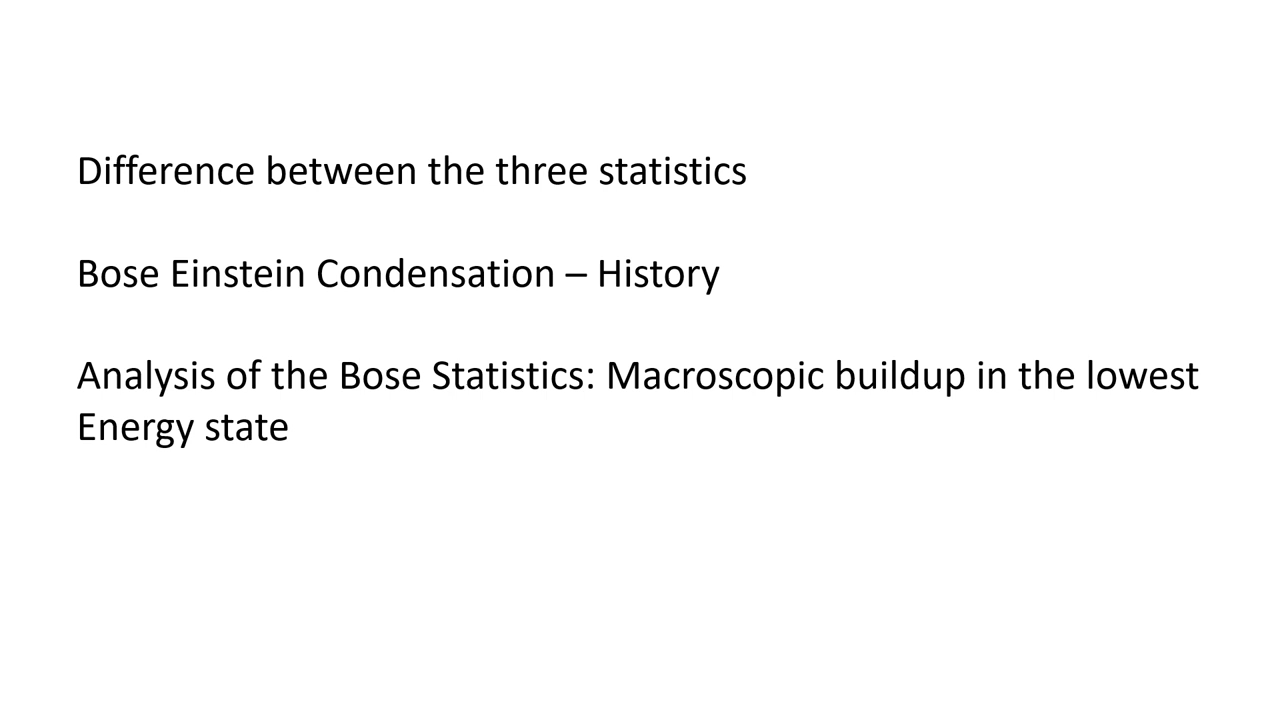 Difference between the three statistics
Bose Einstein Condensation – History
Analysis of the Bose Statistics: Macroscopic buildup in the lowest
Energy state